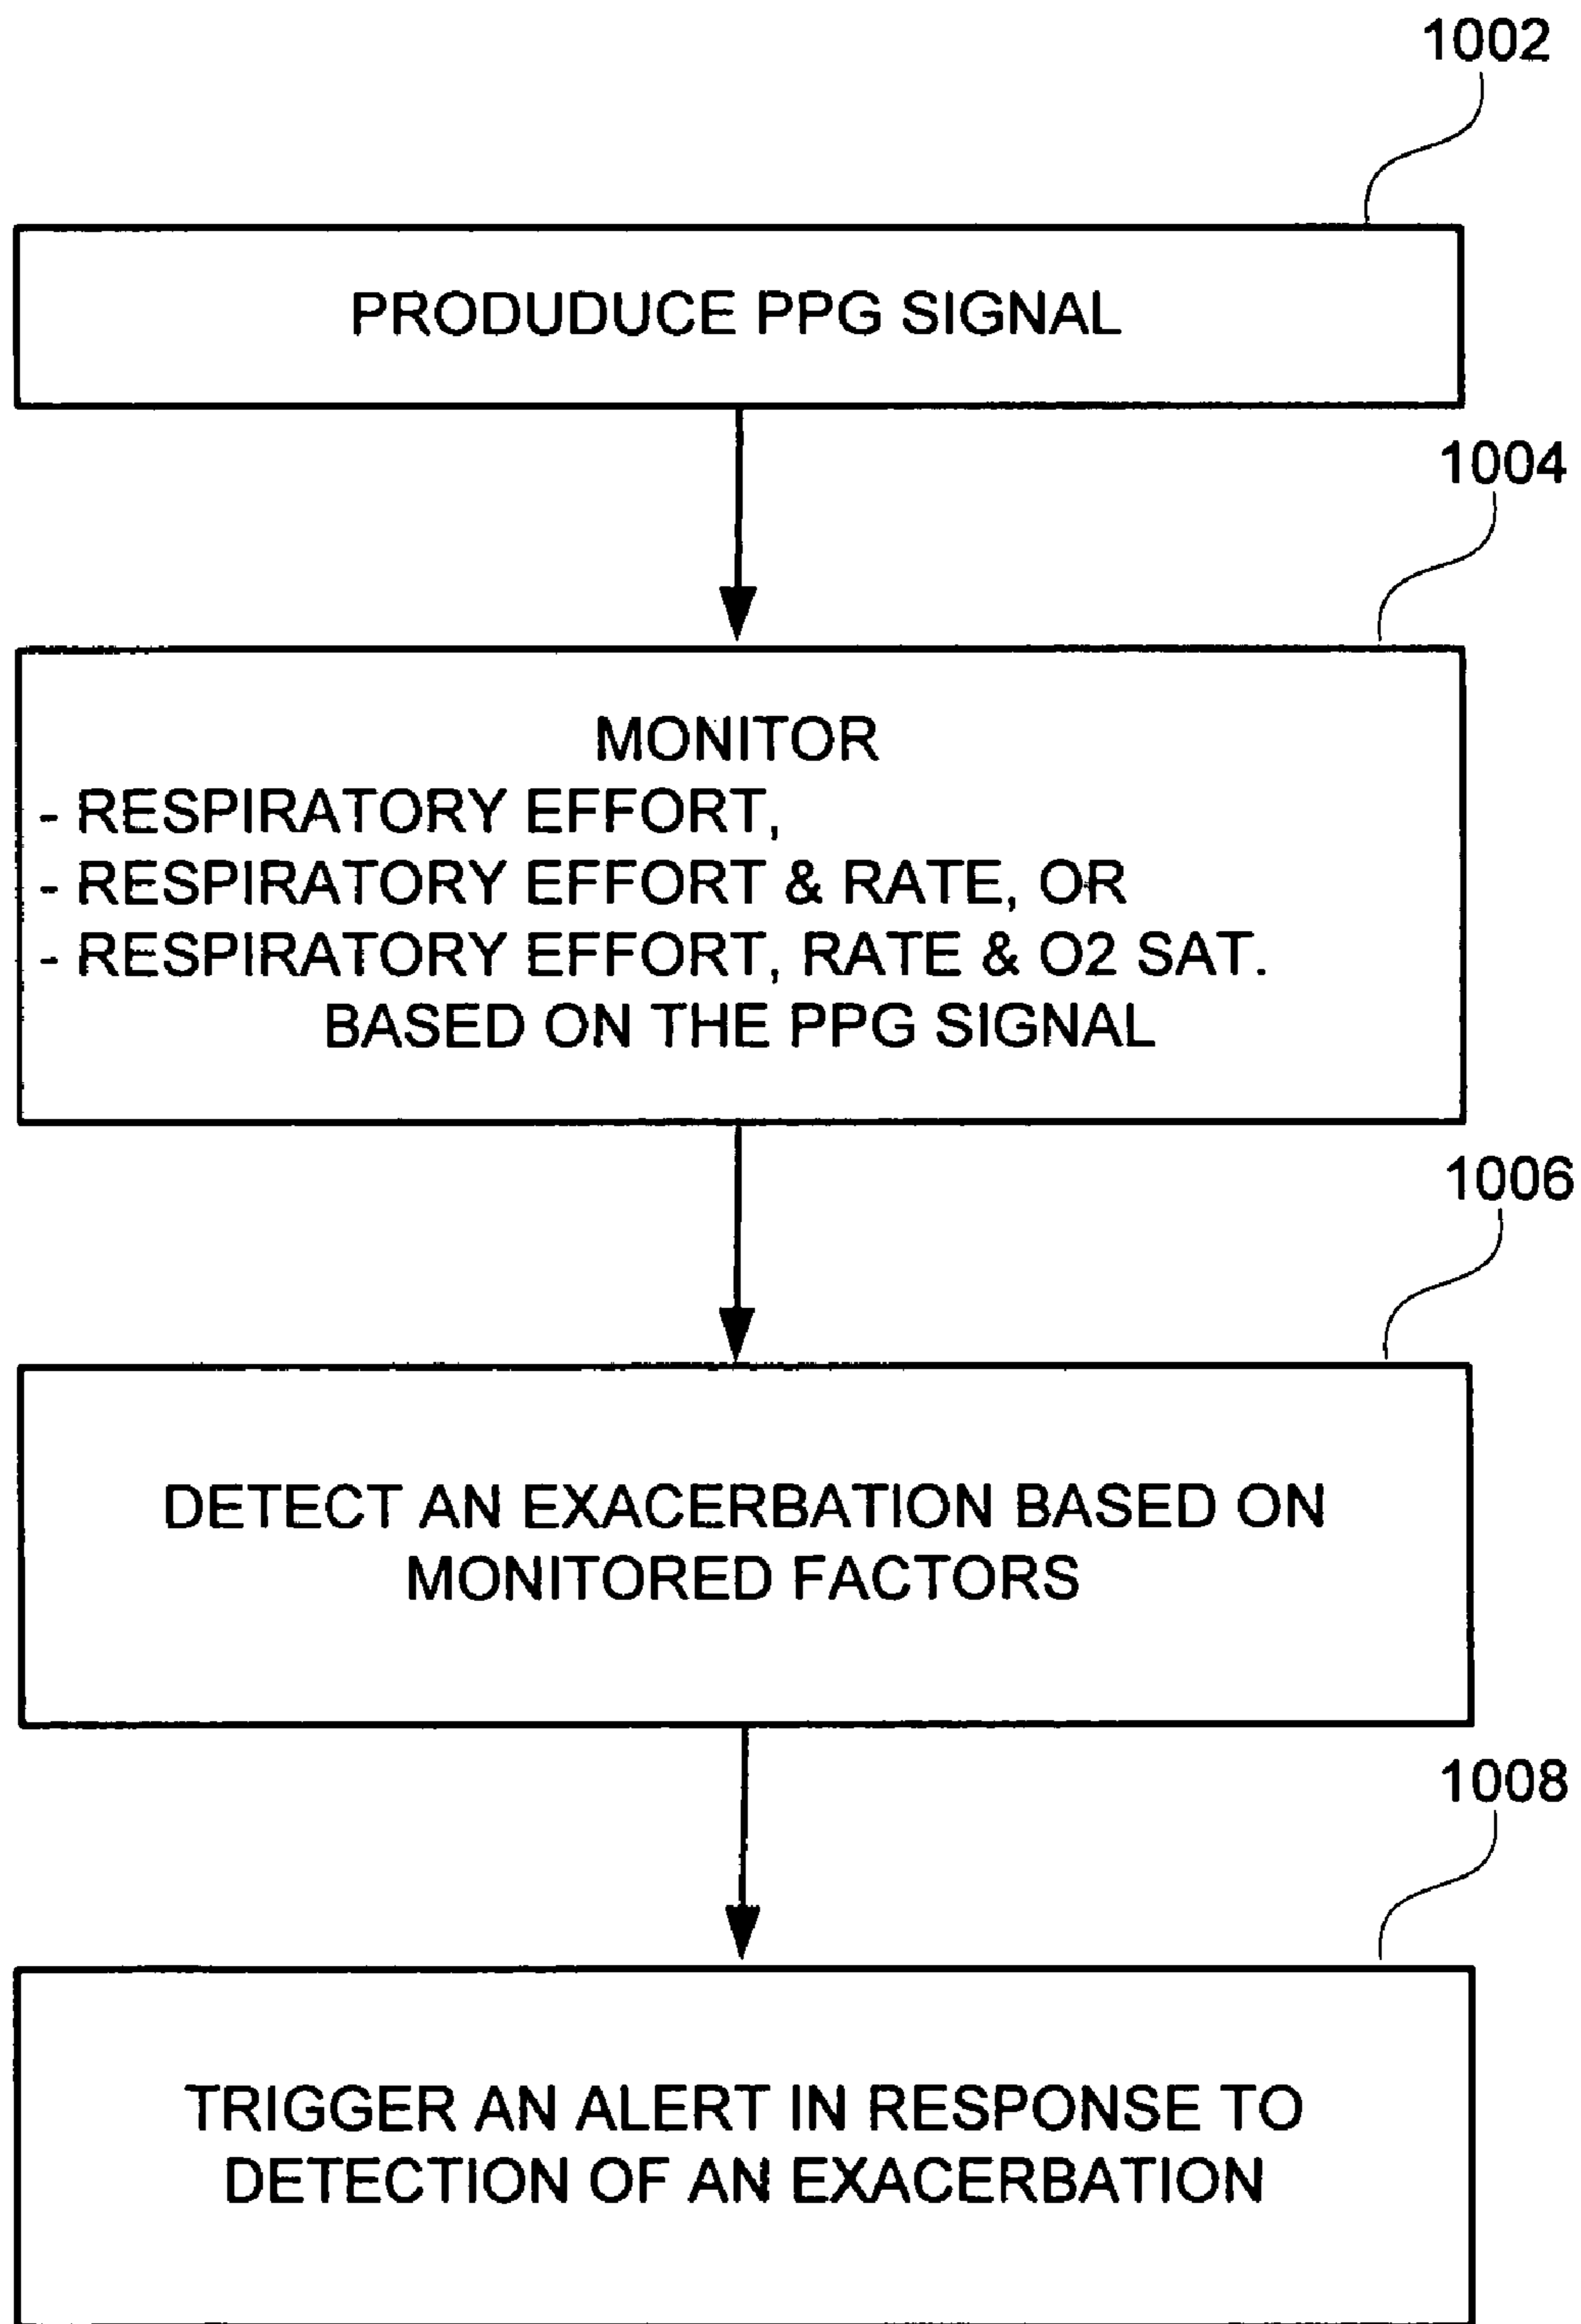 1002
PRODUDUCE PPG SIGNAL
1004
MONITOR
- RESPIRATORY EFFORT,
- RESPIRATORY EFFORT & RATE, OR
- RESPIRATORY EFFORT, RATE & O2 SAT.
BASED ON THE PPG SIGNAL
1006
DETECT AN EXACERBATION BASED ON
MONITORED FACTORS
1008
TRIGGER AN ALERT IN RESPONSE TO
DETECTION OF AN EXACERBATION